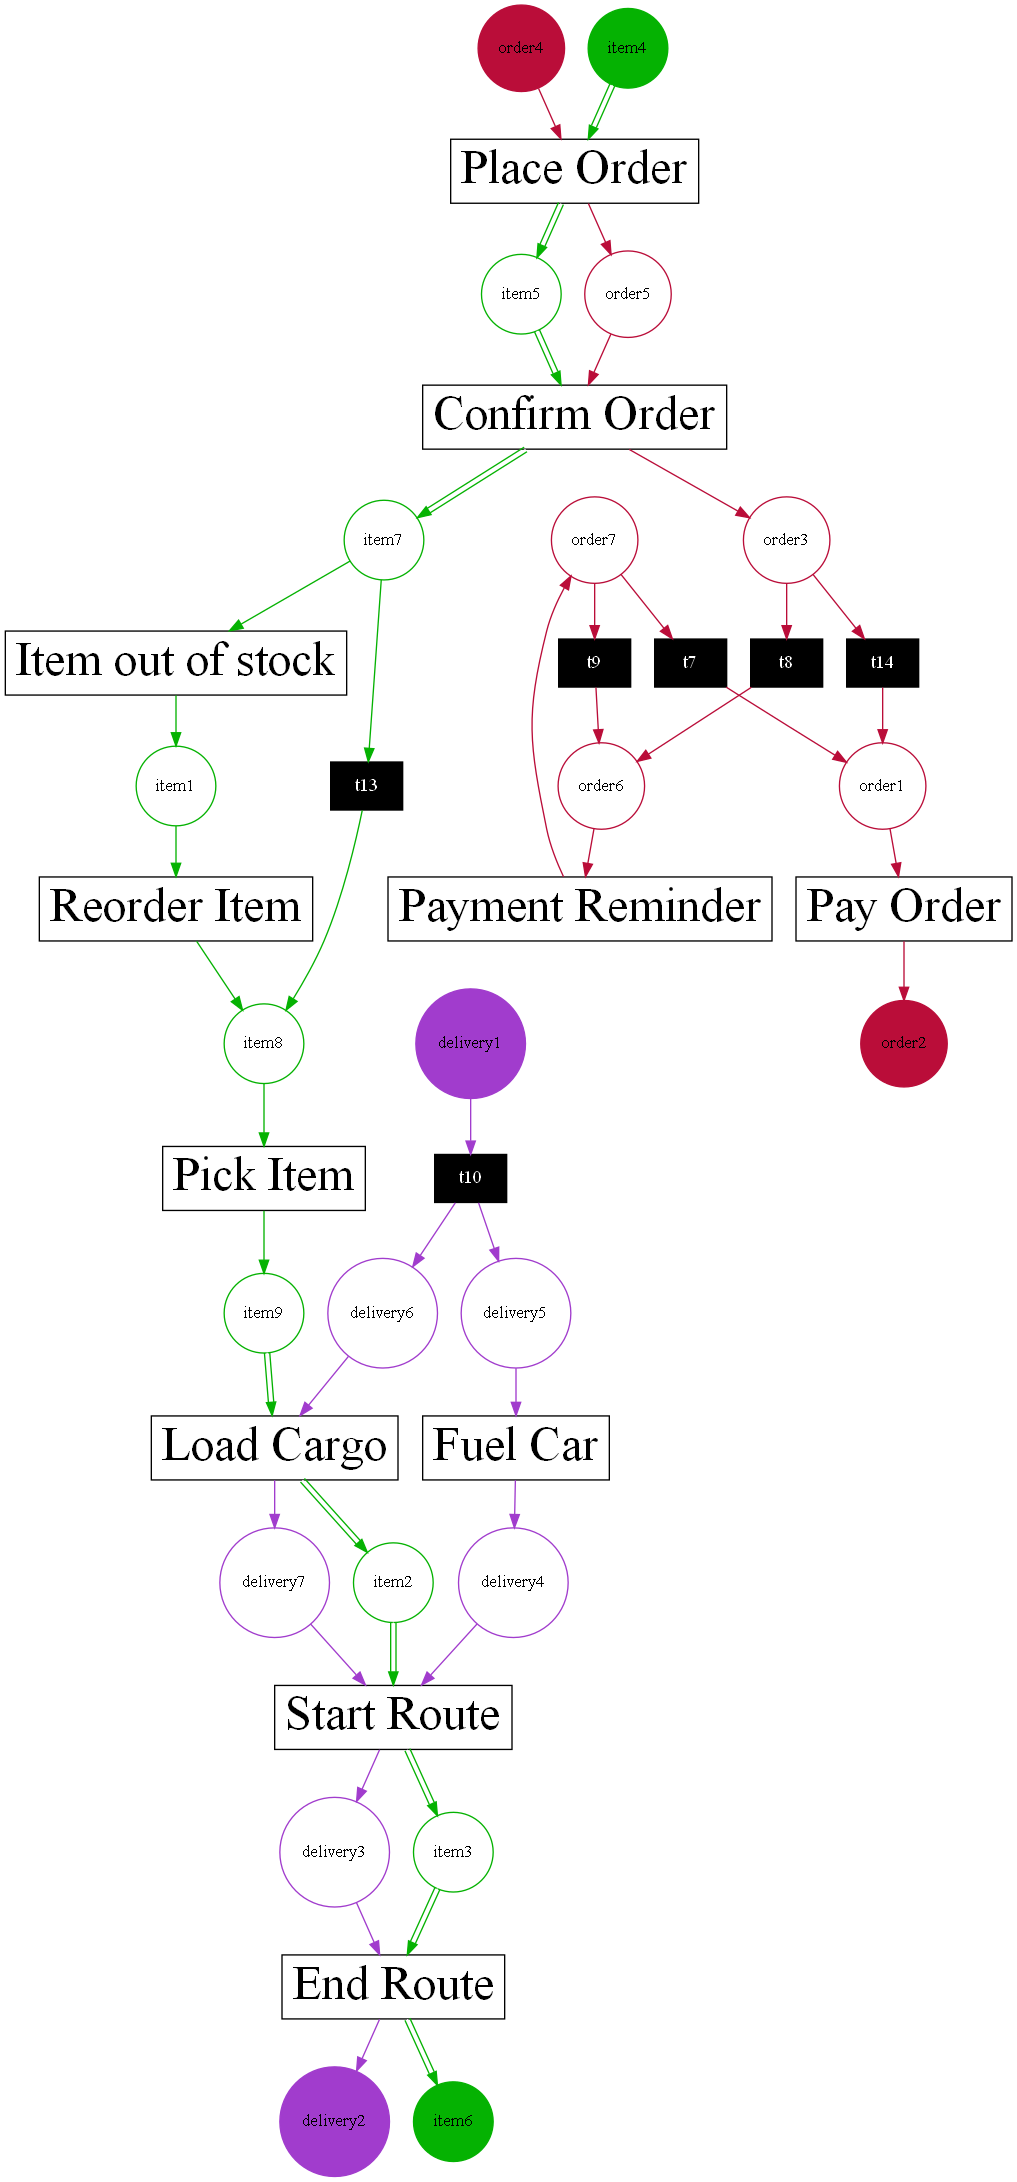 order4
item4
Place Order
item5
order5
Confirm Order
item7
order7
order3
Item out of stock
t9
t7
t8
t14
item1
t13
order6
order1
Reorder Item
Payment Reminder
Pay Order
item8
delivery1
order2
Pick Item
t10
item9
delivery6
delivery5
Load Cargo
Fuel Car
delivery7
item2
delivery4
Start Route
delivery3
item3
End Route
delivery2
item6